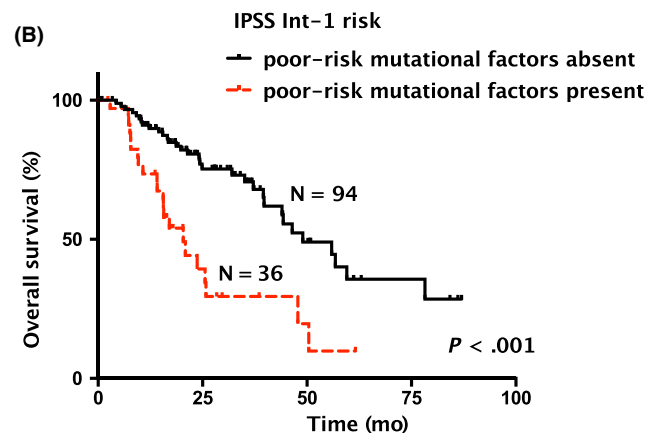 (B)
IPSS Int-1 risk
poor-risk mutational factors absent
poor-risk mutational factors present
Overall survival (%)
100
50
0
N = 94
N = 36
P < .001
0 25 50 75 100
Time (mo)